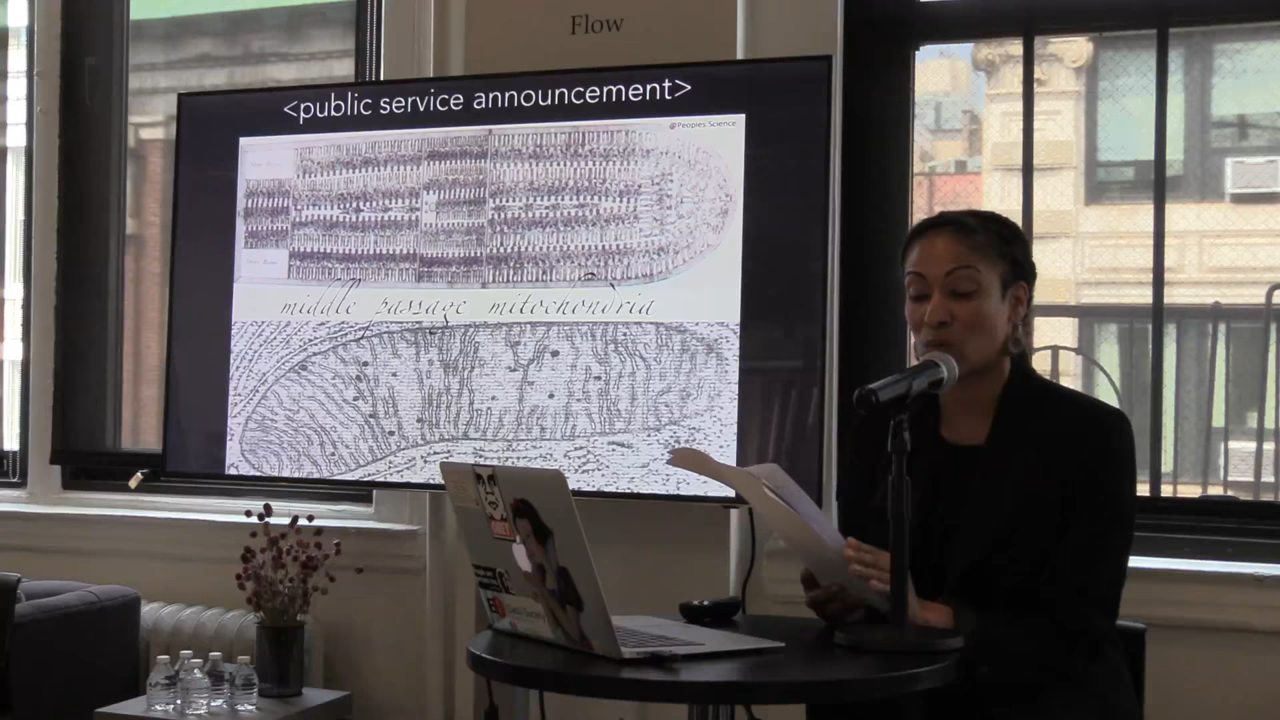 Flow
<public service announcement>
@Peoples Science
middle passage mitochondria